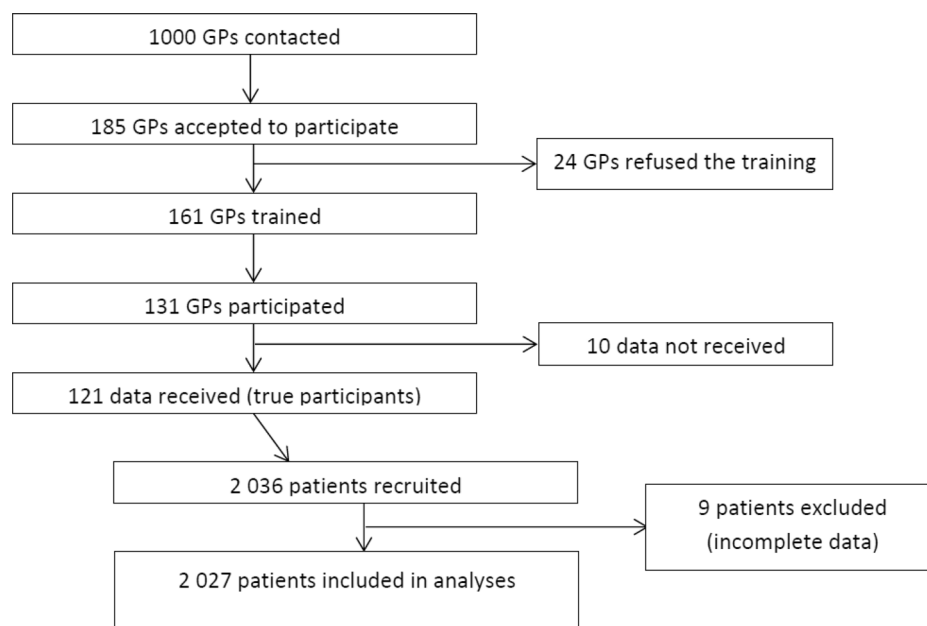 1000 GPs contacted
185 GPs accepted to participate
24 GPs refused the training
161 GPs trained
131 GPs participated
10 data not received
121 data received (true participants)
2 036 patients recruited
9 patients excluded
(incomplete data)
2 027 patients included in analyses